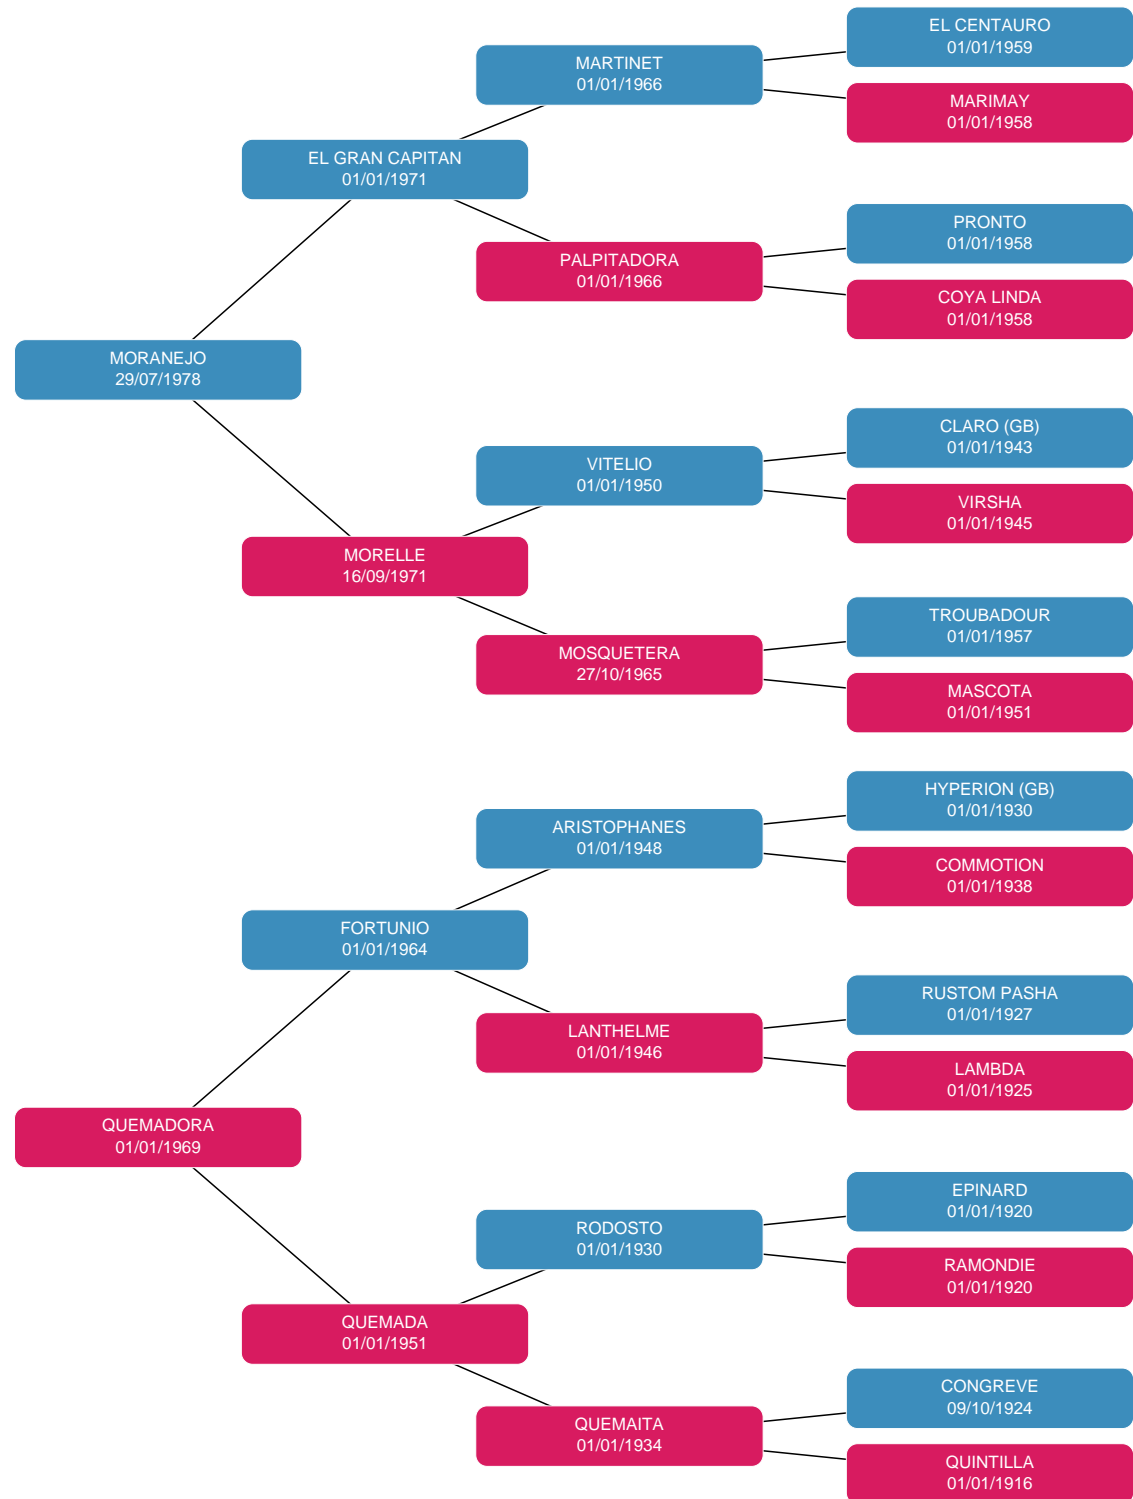 EL CENTAURO
01/01/1959
MARTINET
01/01/1966
MARIMAY
01/01/1958
EL GRAN CAPITAN
01/01/1971
PRONTO
01/01/1958
PALPITADORA
01/01/1966
COYA LINDA
01/01/1958
MORANEJO
29/07/1978
CLARO (GB)
01/01/1943
VITELIO
01/01/1950
VIRSHA
01/01/1945
MORELLE
16/09/1971
TROUBADOUR
01/01/1957
MOSQUETERA
27/10/1965
MASCOTA
01/01/1951
HYPERION (GB)
01/01/1930
ARISTOPHANES
01/01/1948
COMMOTION
01/01/1938
FORTUNIO
01/01/1964
RUSTOM PASHA
01/01/1927
LANTHELME
01/01/1946
LAMBDA
01/01/1925
QUEMADORA
01/01/1969
EPINARD
01/01/1920
RODOSTO
01/01/1930
RAMONDIE
01/01/1920
QUEMADA
01/01/1951
CONGREVE
09/10/1924
QUEMAITA
01/01/1934
QUINTILLA
01/01/1916